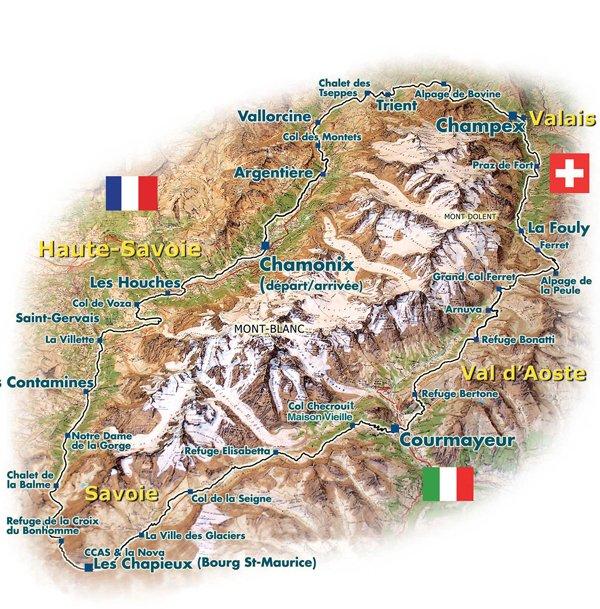 Chalet des
Tseppes
Trient
Alpage de Bovine
Vallorcine
Champex
Valais
Col des Montets
Praz de Fort
Argentière
MONT DOLENT
La Fouly
Haute-Savoie
Ferret
Chamonix
(départ/arrivée)
Les Houches
Grand Col Ferret
Alpage de
la Peule
Col de Voza
Saint-Gervais
Arnuva
MONT-BLANC
La Villette
Refuge Bonatti
Val d'Aoste
s Contamines
Refuge Bertone
Col Checrouit
Maison Vieille
Notre Dame
de la Gorge
Courmayeur
Refuge Elisabetta
Chalet de
la Balme
Savoie
Col de la Seigne
Refuge de la Croix
du Bonhomme
La Ville des Glaciers
CCAS & la Nova
Les Chapieux (Bourg St-Maurice)